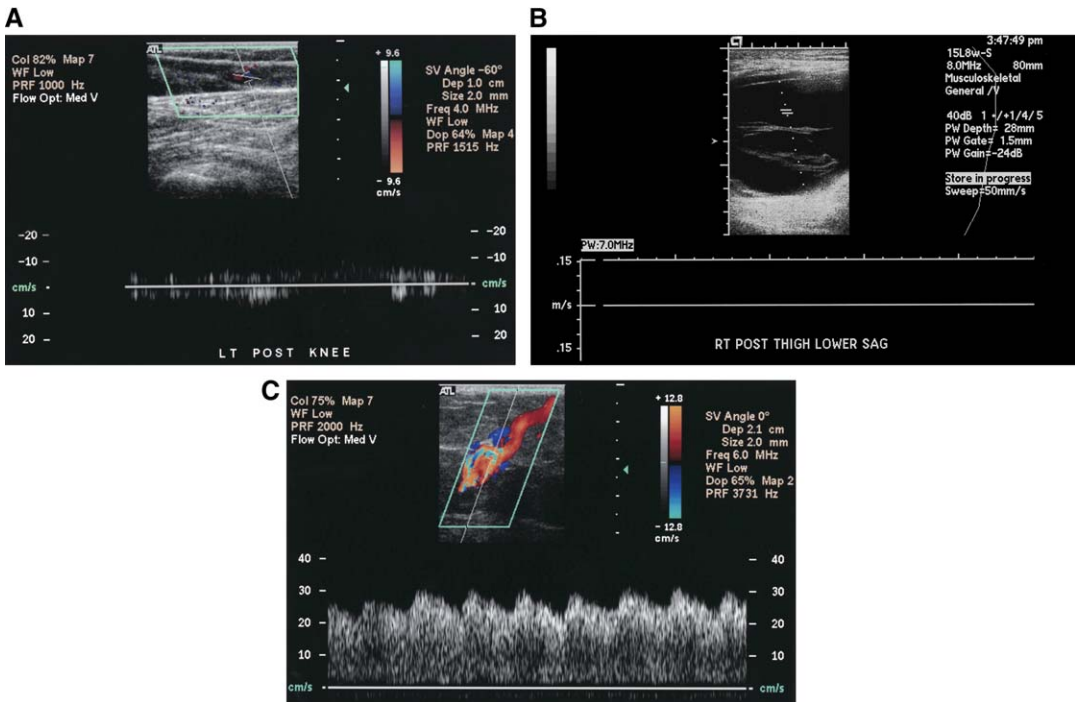 A
Col 82% Map 7
WF Low
PRF 1000 Hz
Flow Opt: Med V
ATL
+ 9.6
- 9.6
cm/s
SV Angle -60°
Dep 1.0 cm
Size 2.0 mm
Freq 4.0 MHz
WF Low
Dop 64% Map 4
PRF 1515 Hz
-20 - - -20
-10 - - -10
cm/s - - cm/s
10 - - 10
20 - - 20
LT POST KNEE
B
3:47:49 pm
15L8w-S
8.0MHz 80mm
Musculoskeletal
General /V
40dB 1 +/+1/4/5
PW Depth= 28mm
PW Gate= 1.5mm
PW Gain=-24dB
Store in progress
Sweep=50mm/s
PW:7.0MHz
.15
m/s
.15
RT POST THIGH LOWER SAG
C
Col 75% Map 7
WF Low
PRF 2000 Hz
Flow Opt: Med V
ATL
+ 12.8
- 12.8
cm/s
SV Angle 0°
Dep 2.1 cm
Size 2.0 mm
Freq 6.0 MHz
WF Low
Dop 65% Map 2
PRF 3731 Hz
40 - - 40
30 - - 30
20 - - 20
10 - - 10
cm/s - - cm/s